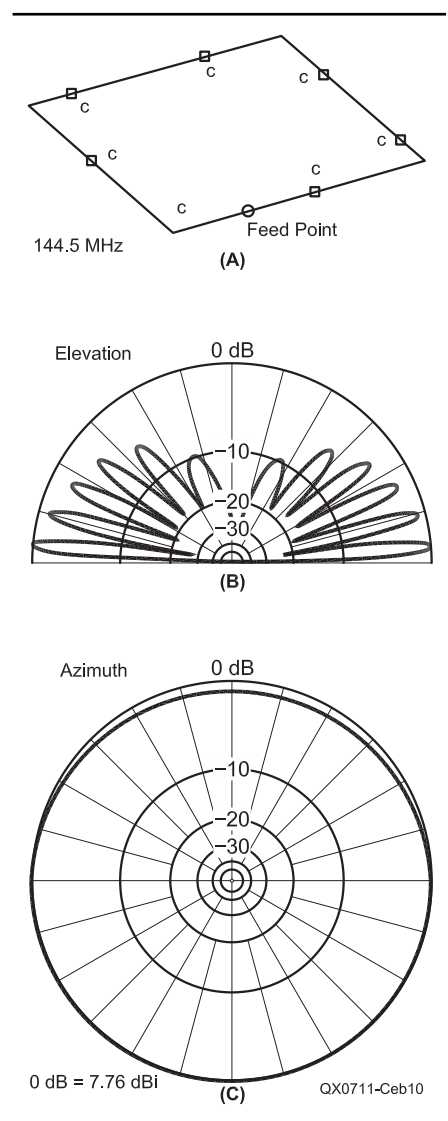 c
c
c
c
c
c
c
c
Feed Point
144.5 MHz
(A)
Elevation
0 dB
–10
–20
–30
(B)
Azimuth
0 dB
–10
–20
–30
0 dB = 7.76 dBi
(C)
QX0711-Ceb10